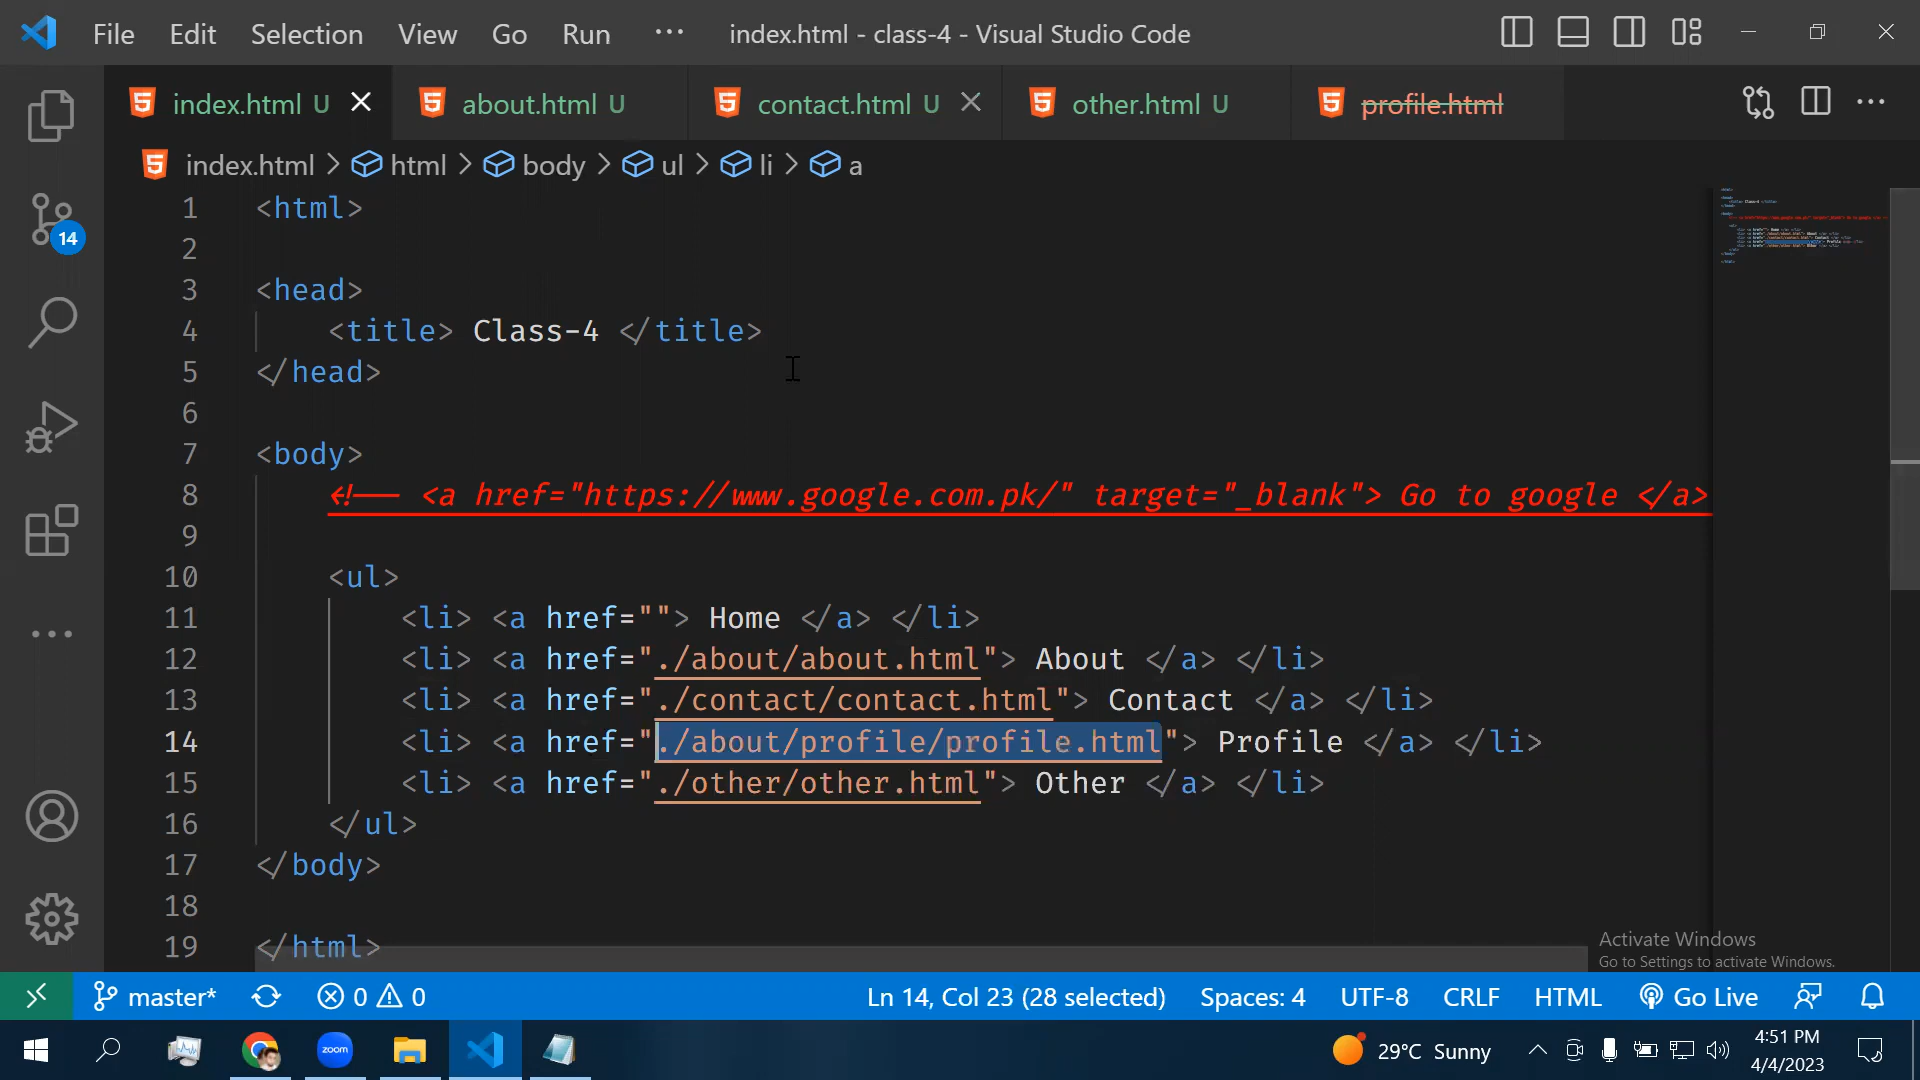 File Edit Selection View Go Run ··· index.html - class-4 - Visual Studio Code
index.html U about.html U contact.html U other.html U profile.html
index.html > html > body > ul > li > a
14
1 <html>
2
3 <head>
4 <title> Class-4 </title>
5 </head>
6
7 <body>
8 <!-- <a href="https://www.google.com.pk/" target="_blank"> Go to google </a>
9
10 <ul>
11 <li> <a href=""> Home </a> </li>
12 <li> <a href="./about/about.html"> About </a> </li>
13 <li> <a href="./contact/contact.html"> Contact </a> </li>
14 <li> <a href="./about/profile/profile.html"> Profile </a> </li>
15 <li> <a href="./other/other.html"> Other </a> </li>
16 </ul>
17 </body>
18
19 </html>
Activate Windows
Go to Settings to activate Windows.
master* 0 0 Ln 14, Col 23 (28 selected) Spaces: 4 UTF-8 CRLF HTML Go Live
zoom 29°C Sunny 4:51 PM
4/4/2023